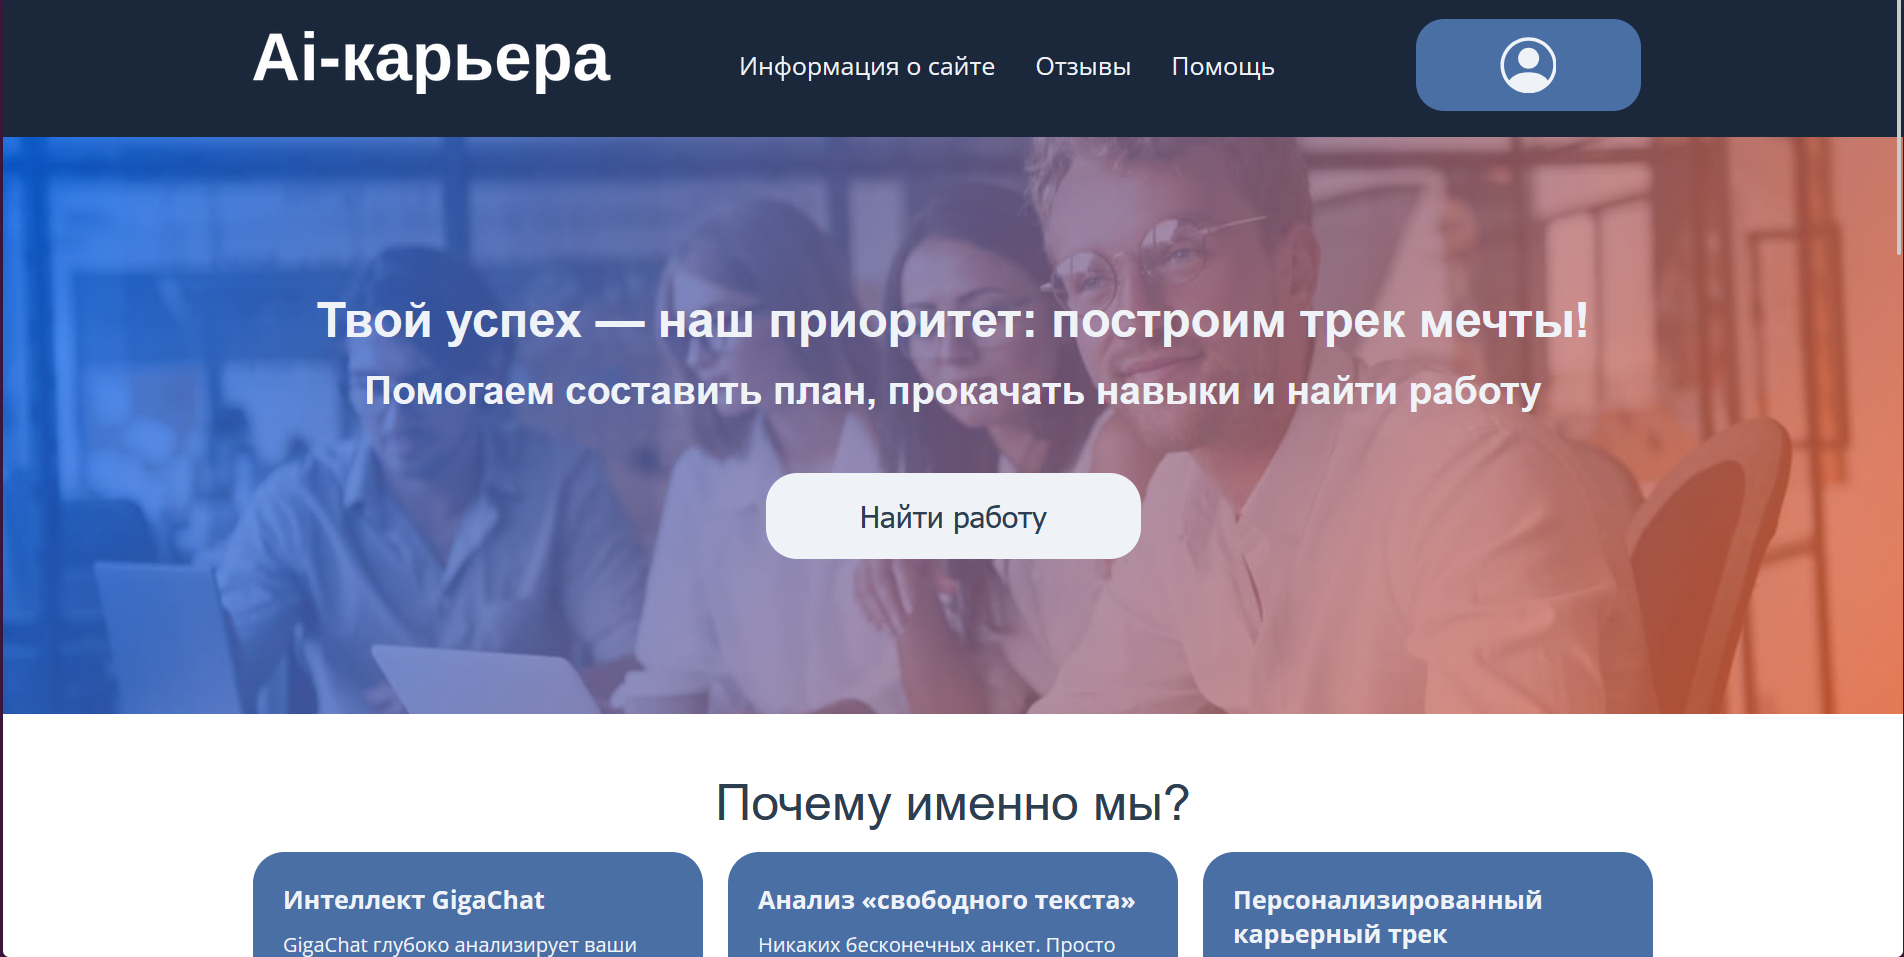 Ai-карьера
Информация о сайте
Отзывы
Помощь
Твой успех — наш приоритет: построим трек мечты!
Помогаем составить план, прокачать навыки и найти работу
Найти работу
Почему именно мы?
Интеллект GigaChat
GigaChat глубоко анализирует ваши
Анализ «свободного текста»
Никаких бесконечных анкет. Просто
Персонализированный
карьерный трек